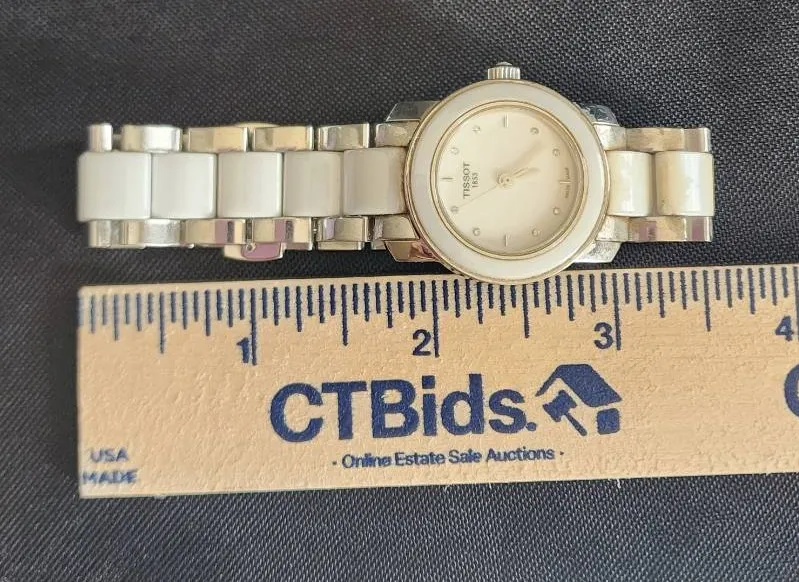 TISSOT
1853
1
2
3
4
CTBids.
· Online Estate Sale Auctions ·
USA
MADE